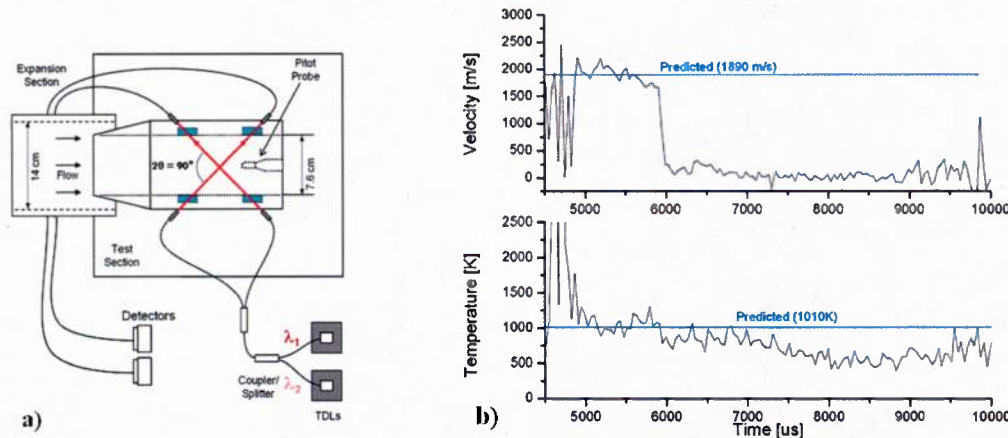 Expansion
Section
Pitot
Probe
14 cm
Flow
2θ = 90°
7.6 cm
Test
Section
Detectors
λ1
λ2
Coupler/
Splitter
TDLs
a)
3000
2500
2000
1500
1000
500
0
Velocity [m/s]
Predicted (1890 m/s)
5000 6000 7000 8000 9000 10000
2500
2000
1500
1000
500
0
Temperature [K]
Predicted (1010K)
5000 6000 7000 8000 9000 10000
Time [us]
b)